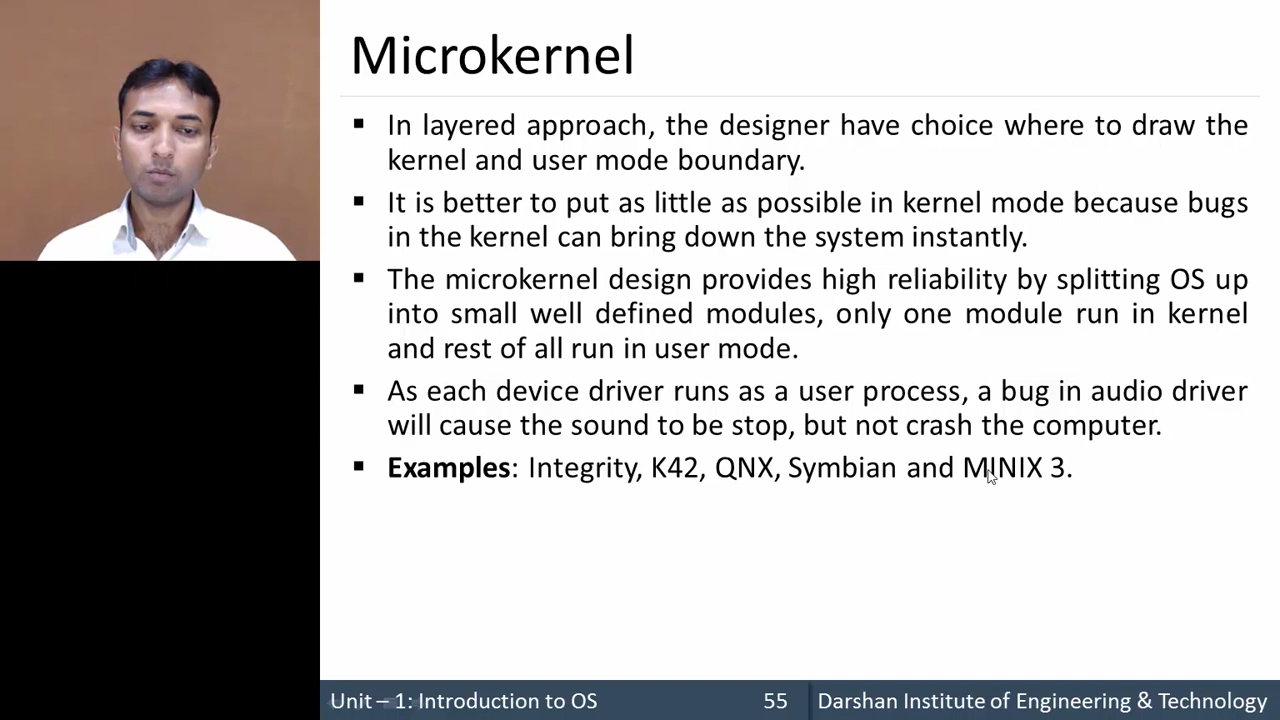 Microkernel
▪ In layered approach, the designer have choice where to draw the
kernel and user mode boundary.
▪ It is better to put as little as possible in kernel mode because bugs
in the kernel can bring down the system instantly.
▪ The microkernel design provides high reliability by splitting OS up
into small well defined modules, only one module run in kernel
and rest of all run in user mode.
▪ As each device driver runs as a user process, a bug in audio driver
will cause the sound to be stop, but not crash the computer.
▪ Examples: Integrity, K42, QNX, Symbian and MINIX 3.
Unit – 1: Introduction to OS 55 Darshan Institute of Engineering & Technology